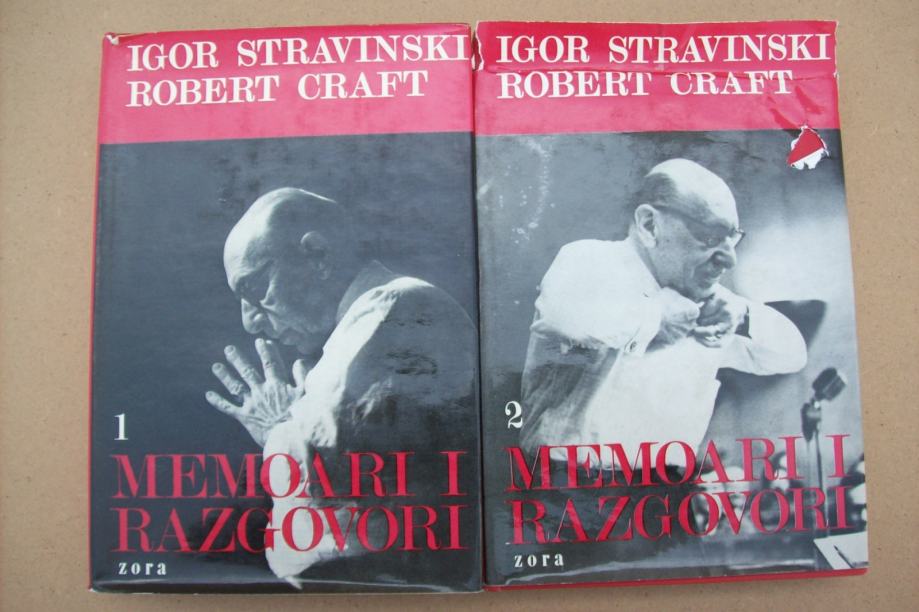 IGOR STRAVINSKI
ROBERT CRAFT
1
MEMOARI I
RAZGOVORI
zora
IGOR STRAVINSKI
ROBERT CRAFT
2
MEMOARI I
RAZGOVORI
zora